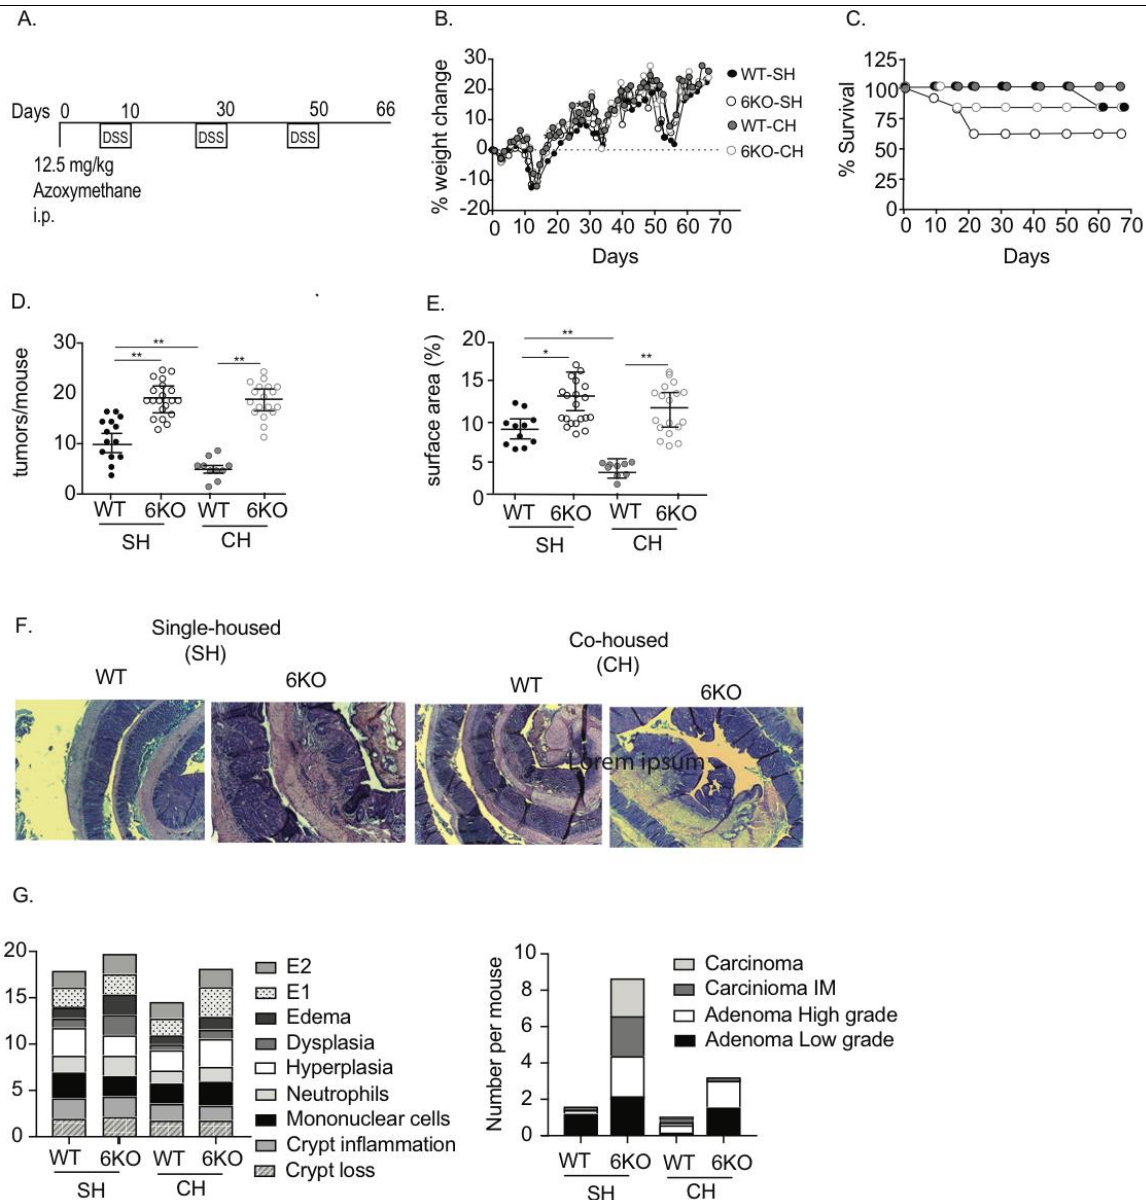 A.
Days 0 10 30 50 66
DSS DSS DSS
12.5 mg/kg
Azoxymethane
i.p.
B.
% weight change
30
20
10
0
-10
-20
0 10 20 30 40 50 60 70
Days
WT-SH
6KO-SH
WT-CH
6KO-CH
C.
% Survival
125
100
75
50
25
0
0 10 20 30 40 50 60 70
Days
D.
tumors/mouse
30
20
10
0
** ** **
WT 6KO WT 6KO
SH CH
E.
surface area (%)
20
15
10
5
0
** * **
WT 6KO WT 6KO
SH CH
F.
Single-housed
(SH)
WT 6KO
Co-housed
(CH)
WT 6KO
Lorem ipsum
G.
20
15
10
5
0
WT 6KO WT 6KO
SH CH
E2
E1
Edema
Dysplasia
Hyperplasia
Neutrophils
Mononuclear cells
Crypt inflammation
Crypt loss
Number per mouse
10
8
6
4
2
0
WT 6KO WT 6KO
SH CH
Carcinoma
Carcinioma IM
Adenoma High grade
Adenoma Low grade